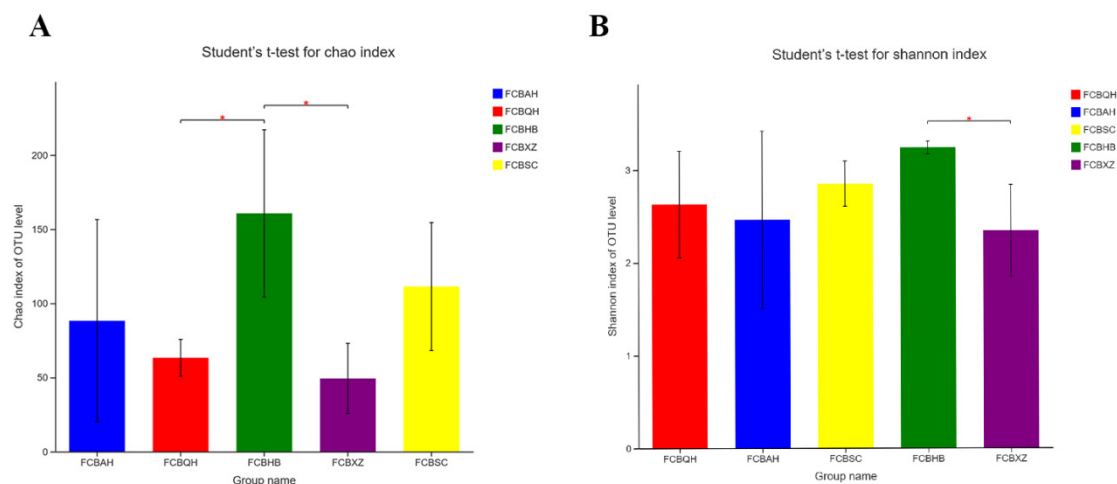 A
Student's t-test for chao index
FCBAH
FCBQH
FCBHB
FCBXZ
FCBSC
*
*
200
150
100
50
0
Chao index of OTU level
FCBAH FCBQH FCBHB FCBXZ FCBSC
Group name
B
Student's t-test for shannon index
FCBQH
FCBAH
FCBSC
FCBHB
FCBXZ
*
3
2
1
0
Shannon index of OTU level
FCBQH FCBAH FCBSC FCBHB FCBXZ
Group name